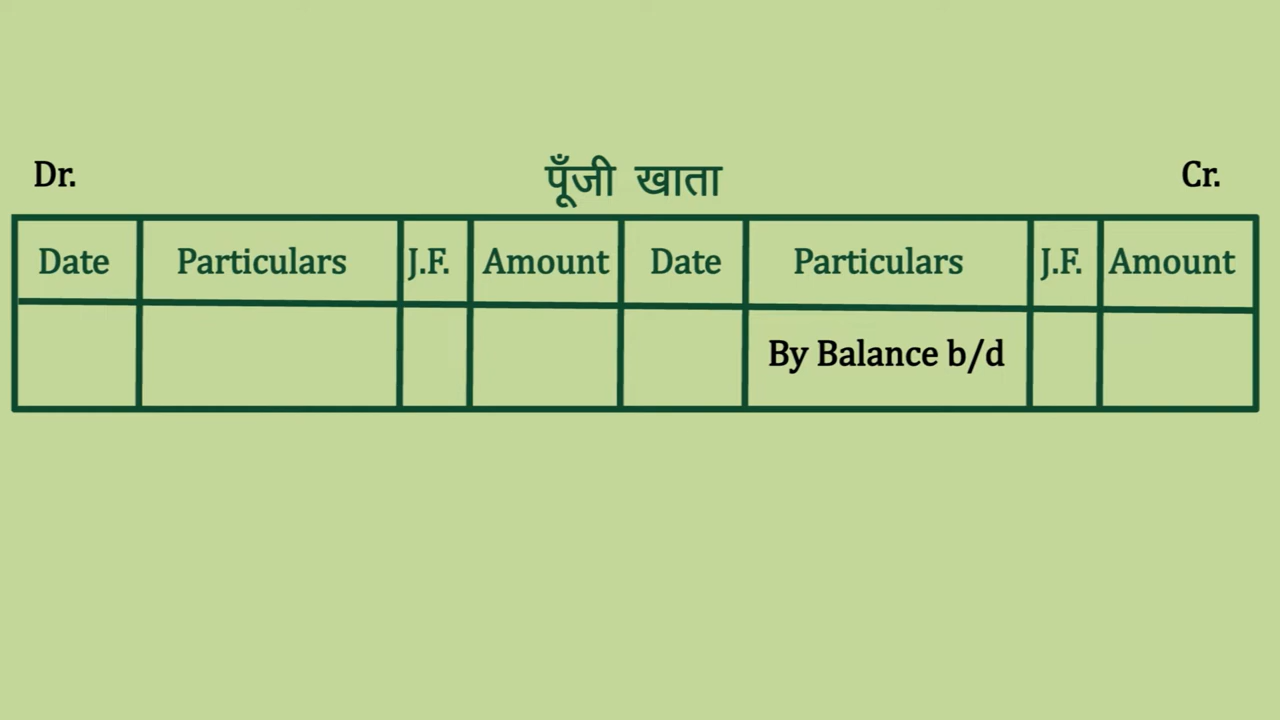 Dr. पूँजी खाता Cr.
Date Particulars J.F. Amount Date Particulars J.F. Amount
By Balance b/d